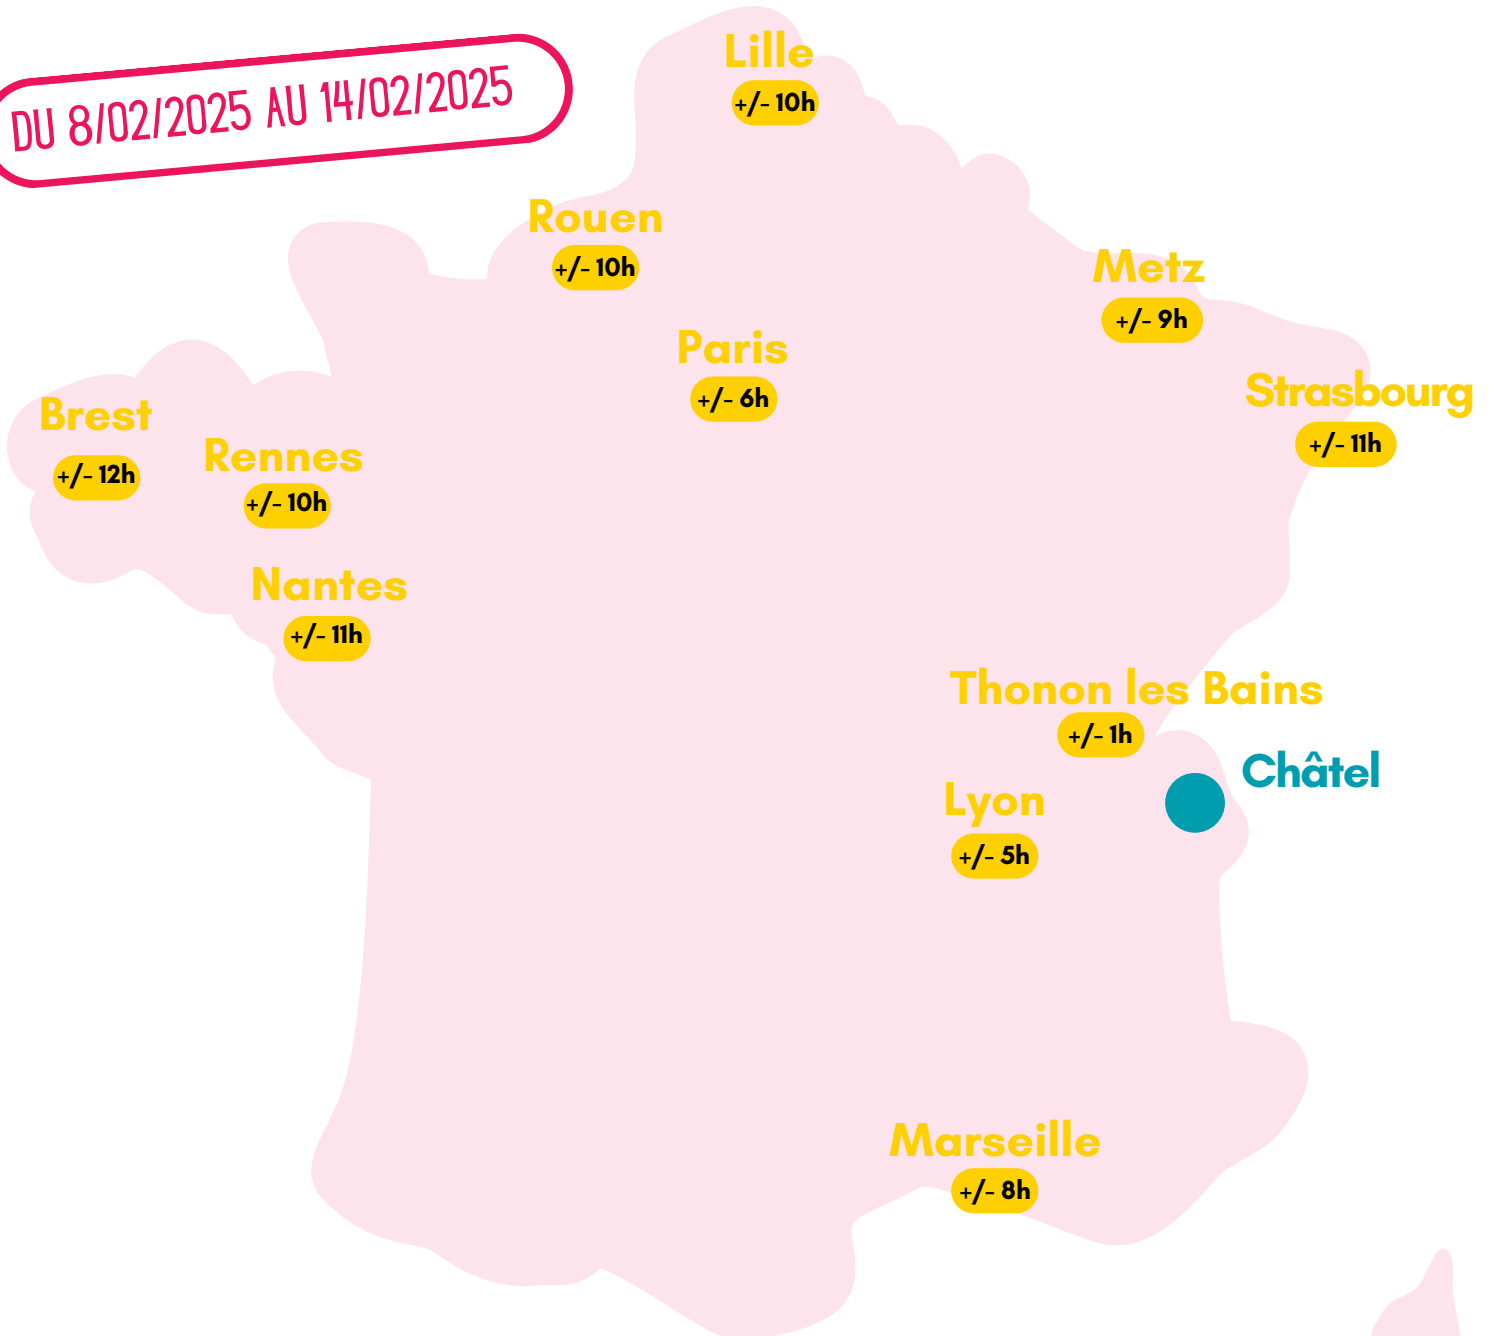 DU 8/02/2025 AU 14/02/2025
Lille
+/- 10h
Rouen
+/- 10h
Metz
+/- 9h
Paris
+/- 6h
Strasbourg
+/- 11h
Brest
+/- 12h
Rennes
+/- 10h
Nantes
+/- 11h
Thonon les Bains
+/- 1h
Châtel
Lyon
+/- 5h
Marseille
+/- 8h